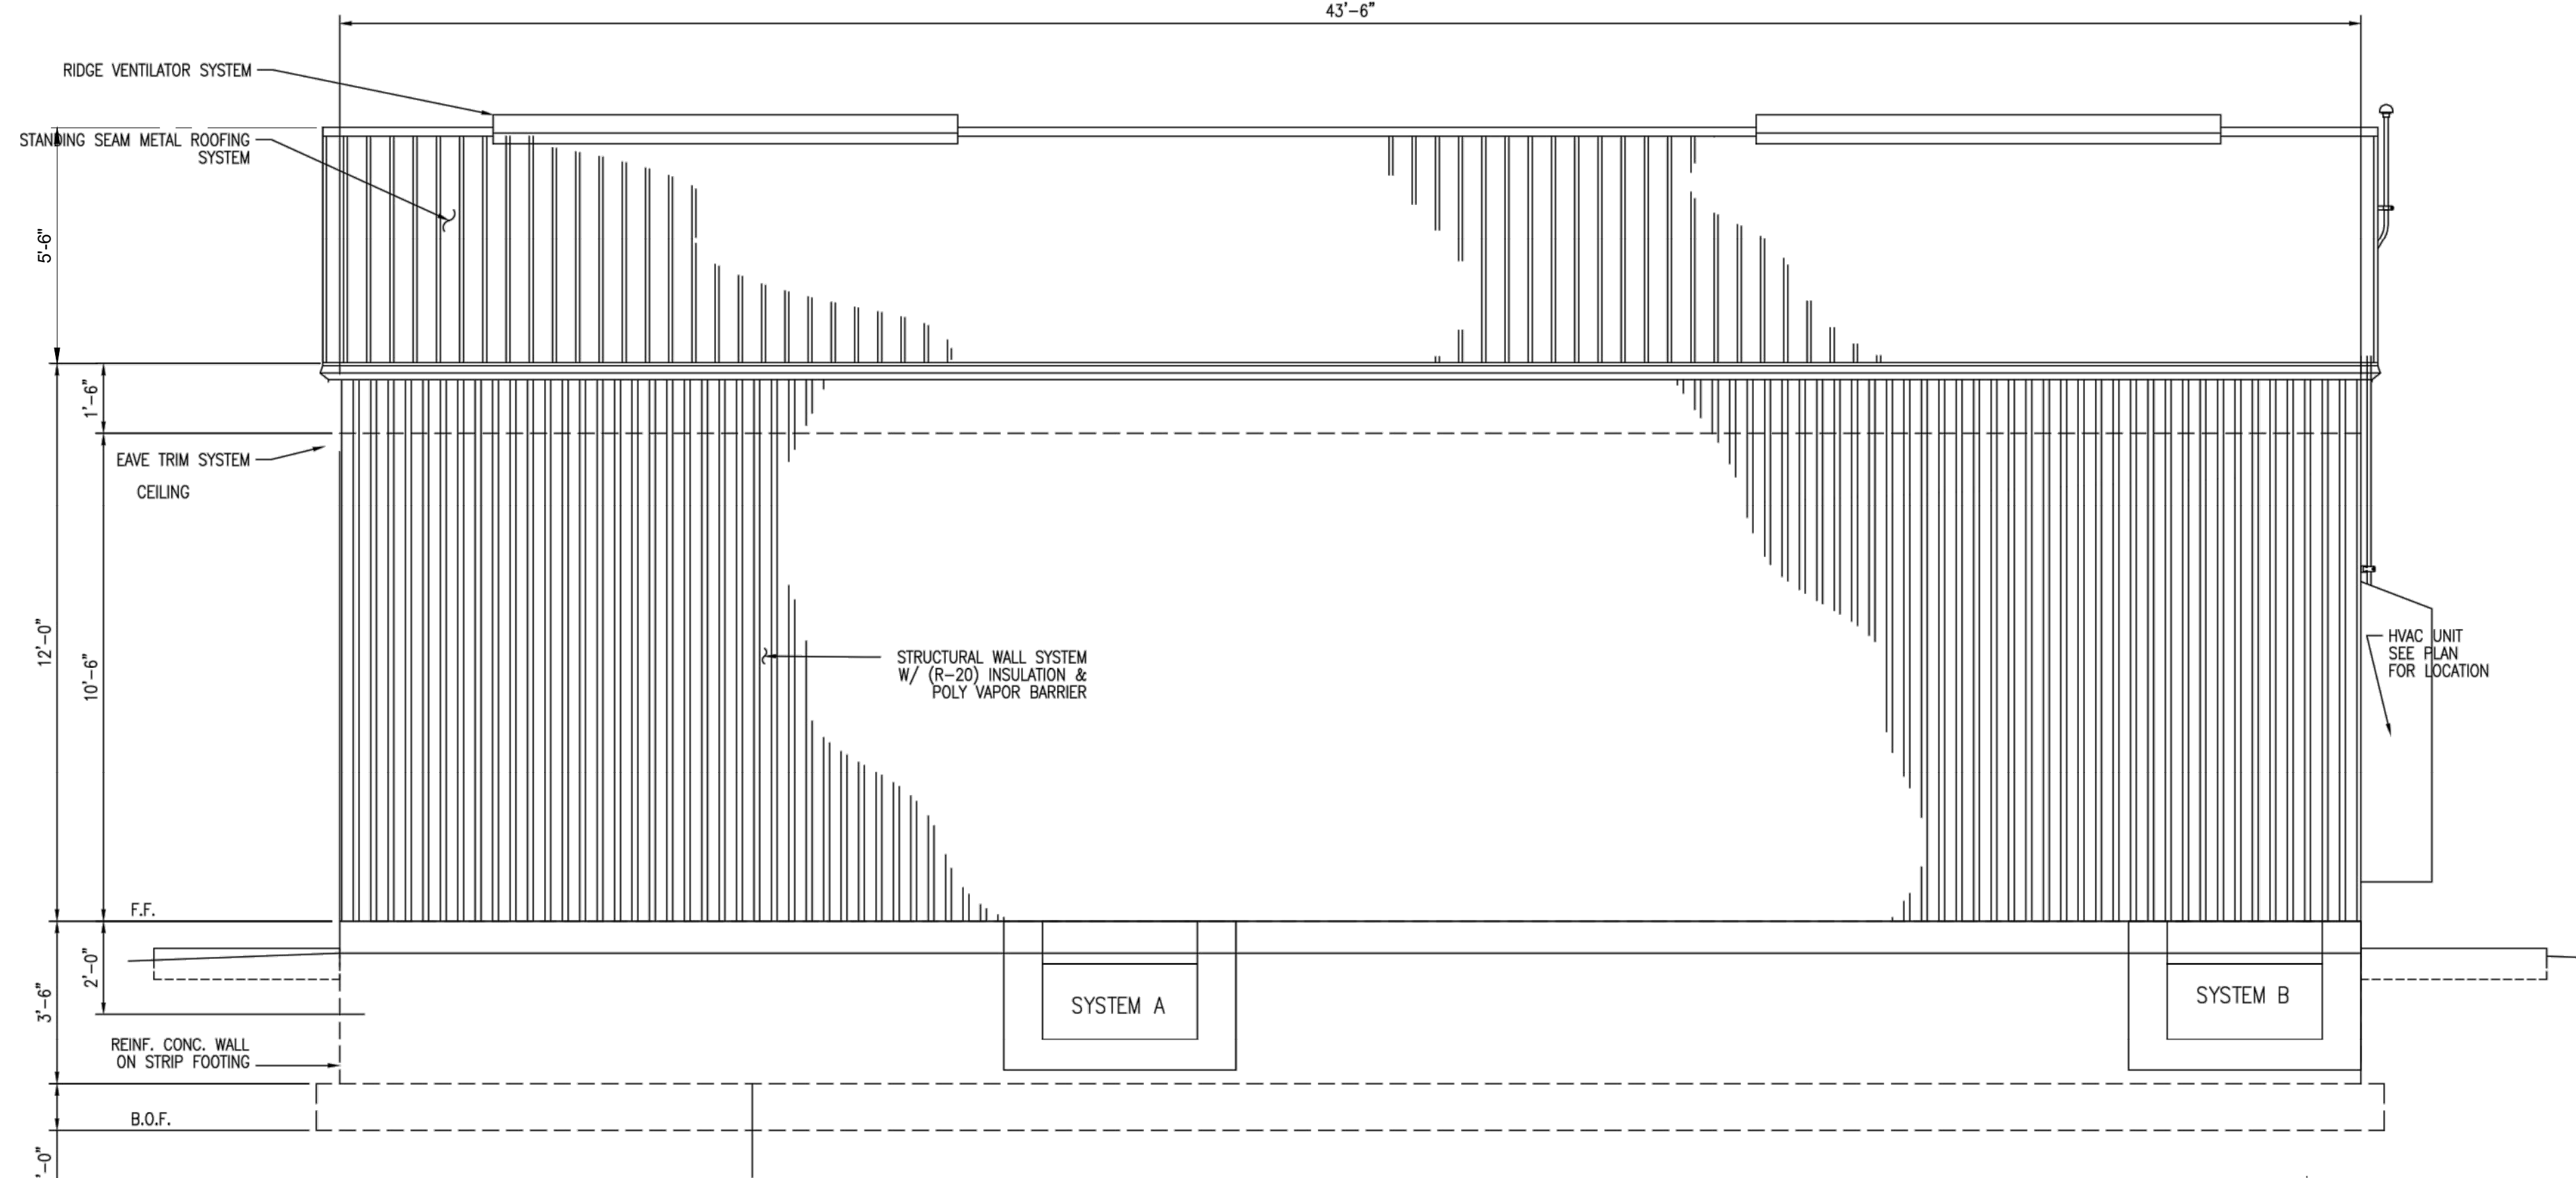 43'-6"
RIDGE VENTILATOR SYSTEM
STANDING SEAM METAL ROOFING
SYSTEM
5'-6"
1'-6"
EAVE TRIM SYSTEM
CEILING
12'-0"
10'-6"
STRUCTURAL WALL SYSTEM
W/ (R-20) INSULATION &
POLY VAPOR BARRIER
HVAC UNIT
SEE PLAN
FOR LOCATION
F.F.
2'-0"
3'-6"
SYSTEM A
SYSTEM B
REINF. CONC. WALL
ON STRIP FOOTING
B.O.F.
'-0"